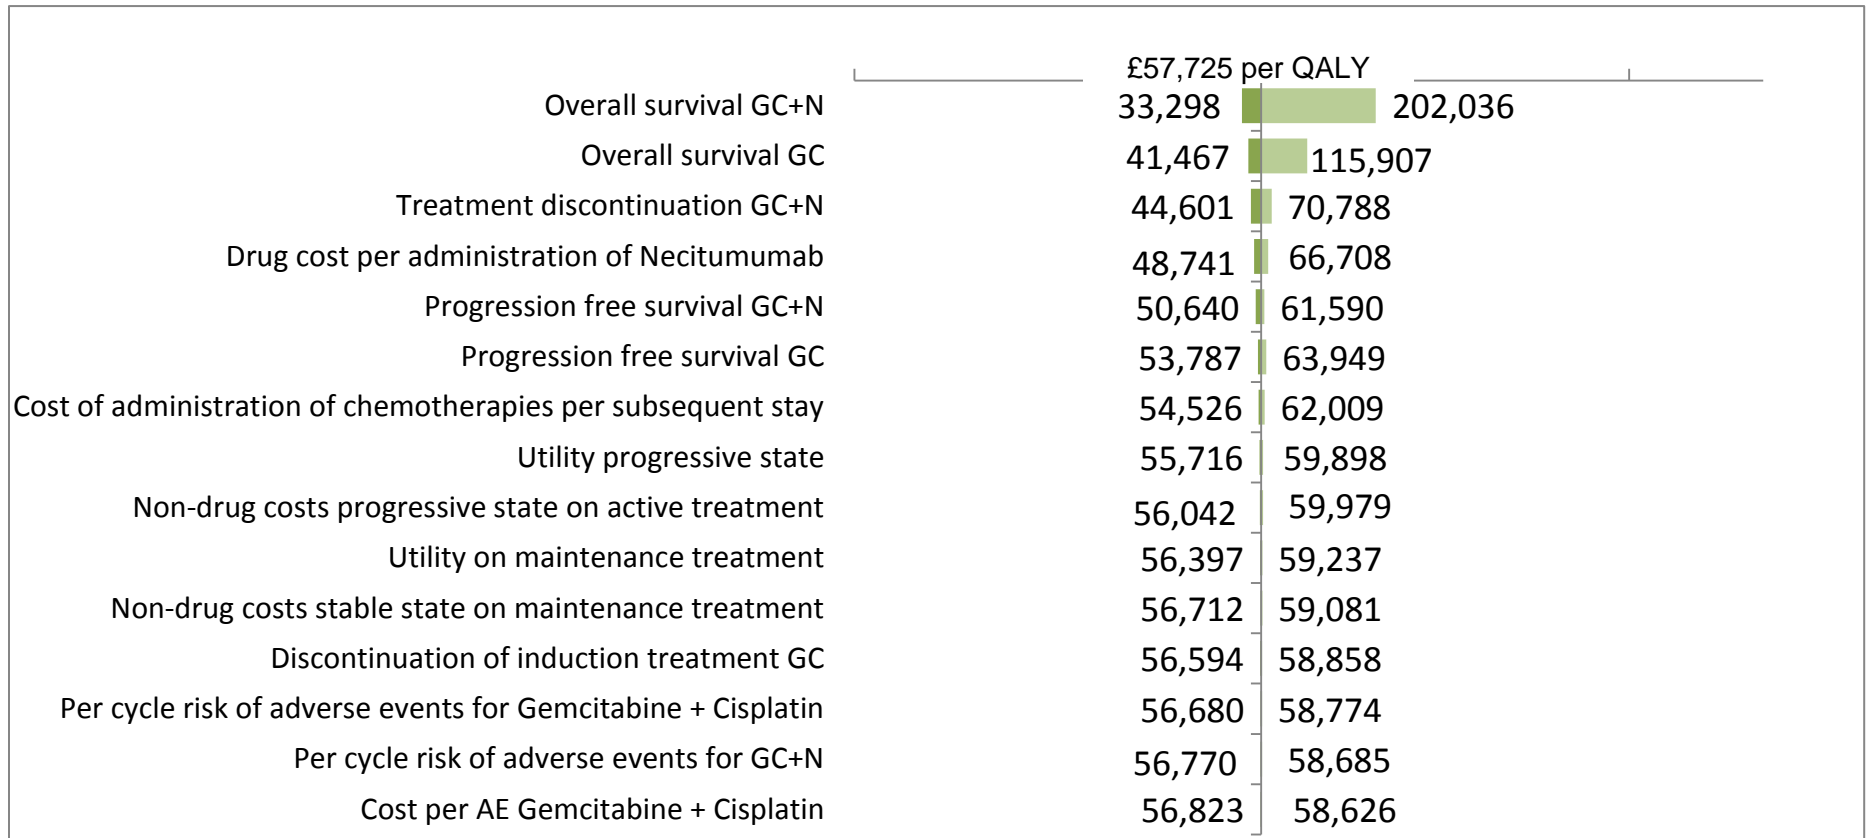 £57,725 per QALY
Overall survival GC+N 33,298 202,036
Overall survival GC 41,467 115,907
Treatment discontinuation GC+N 44,601 70,788
Drug cost per administration of Necitumumab 48,741 66,708
Progression free survival GC+N 50,640 61,590
Progression free survival GC 53,787 63,949
Cost of administration of chemotherapies per subsequent stay 54,526 62,009
Utility progressive state 55,716 59,898
Non-drug costs progressive state on active treatment 56,042 59,979
Utility on maintenance treatment 56,397 59,237
Non-drug costs stable state on maintenance treatment 56,712 59,081
Discontinuation of induction treatment GC 56,594 58,858
Per cycle risk of adverse events for Gemcitabine + Cisplatin 56,680 58,774
Per cycle risk of adverse events for GC+N 56,770 58,685
Cost per AE Gemcitabine + Cisplatin 56,823 58,626